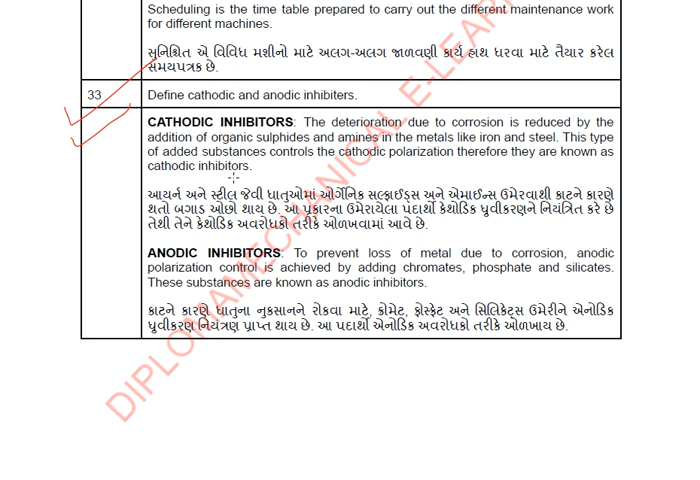 Scheduling is the time table prepared to carry out the different maintenance work
for different machines.
સુનિશ્ચિત એ વિવિધ મશીનો માટે અલગ-અલગ જાળવણી કાર્ય હાથ ધરવા માટે તૈયાર કરેલ
સમયપત્રક છે.
33 Define cathodic and anodic inhibiters.
CATHODIC INHIBITORS: The deterioration due to corrosion is reduced by the
addition of organic sulphides and amines in the metals like iron and steel. This type
of added substances controls the cathodic polarization therefore they are known as
cathodic inhibitors.
આયર્ન અને સ્ટીલ જેવી ધાતુઓમાં ઓર્ગેનિક સલ્ફાઈડ્સ અને એમાઈન્સ ઉમેરવાથી કાટને કારણે
થતો બગાડ ઓછો થાય છે. આ પ્રકારના ઉમેરાયેલા પદાર્થો કેથોડિક ધ્રુવીકરણને નિયંત્રિત કરે છે
તેથી તેને કેથોડિક અવરોધકો તરીકે ઓળખવામાં આવે છે.
ANODIC INHIBITORS: To prevent loss of metal due to corrosion, anodic
polarization control is achieved by adding chromates, phosphate and silicates.
These substances are known as anodic inhibitors.
કાટને કારણે ધાતુના નુકસાનને રોકવા માટે, ક્રોમેટ, ફોસ્ફેટ અને સિલિકેટ્સ ઉમેરીને એનોડિક
ધ્રુવીકરણ નિયંત્રણ પ્રાપ્ત થાય છે. આ પદાર્થો એનોડિક અવરોધકો તરીકે ઓળખાય છે.
DIPLOMAMECHANICAL E-LEARN